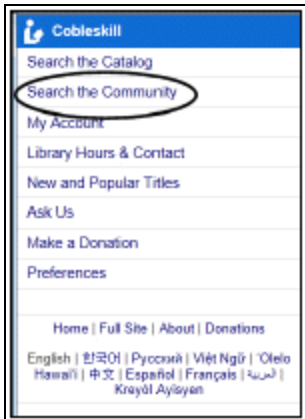 Cobleskill
Search the Catalog
Search the Community
My Account
Library Hours & Contact
New and Popular Titles
Ask Us
Make a Donation
Preferences
Home | Full Site | About | Donations
English | 한국어 | Русский | Việt Ngữ | 'Olelo
Hawai'i | 中文 | Español | Français | العربية |
Kreyòl Ayisyen